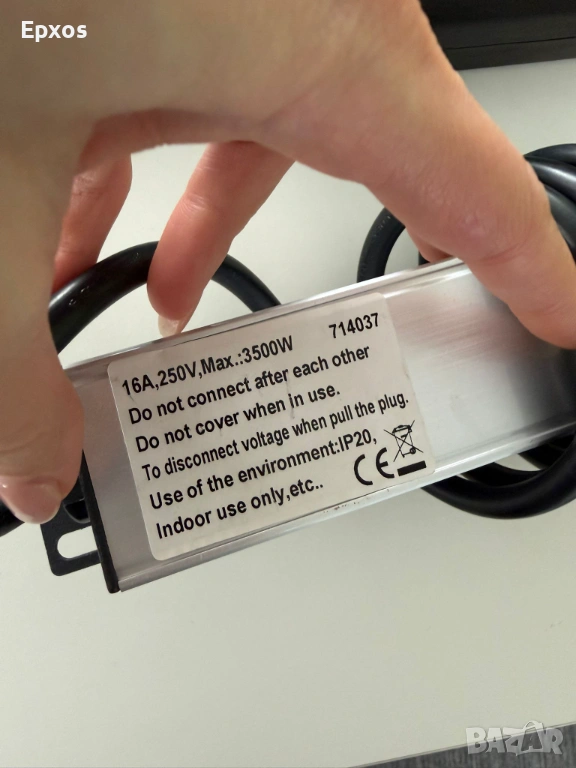 Epxos
16A,250V,Max.:3500W 714037
Do not connect after each other
Do not cover when in use.
To disconnect voltage when pull the plug.
Use of the environment:IP20,
Indoor use only,etc..
CE
BAZAR